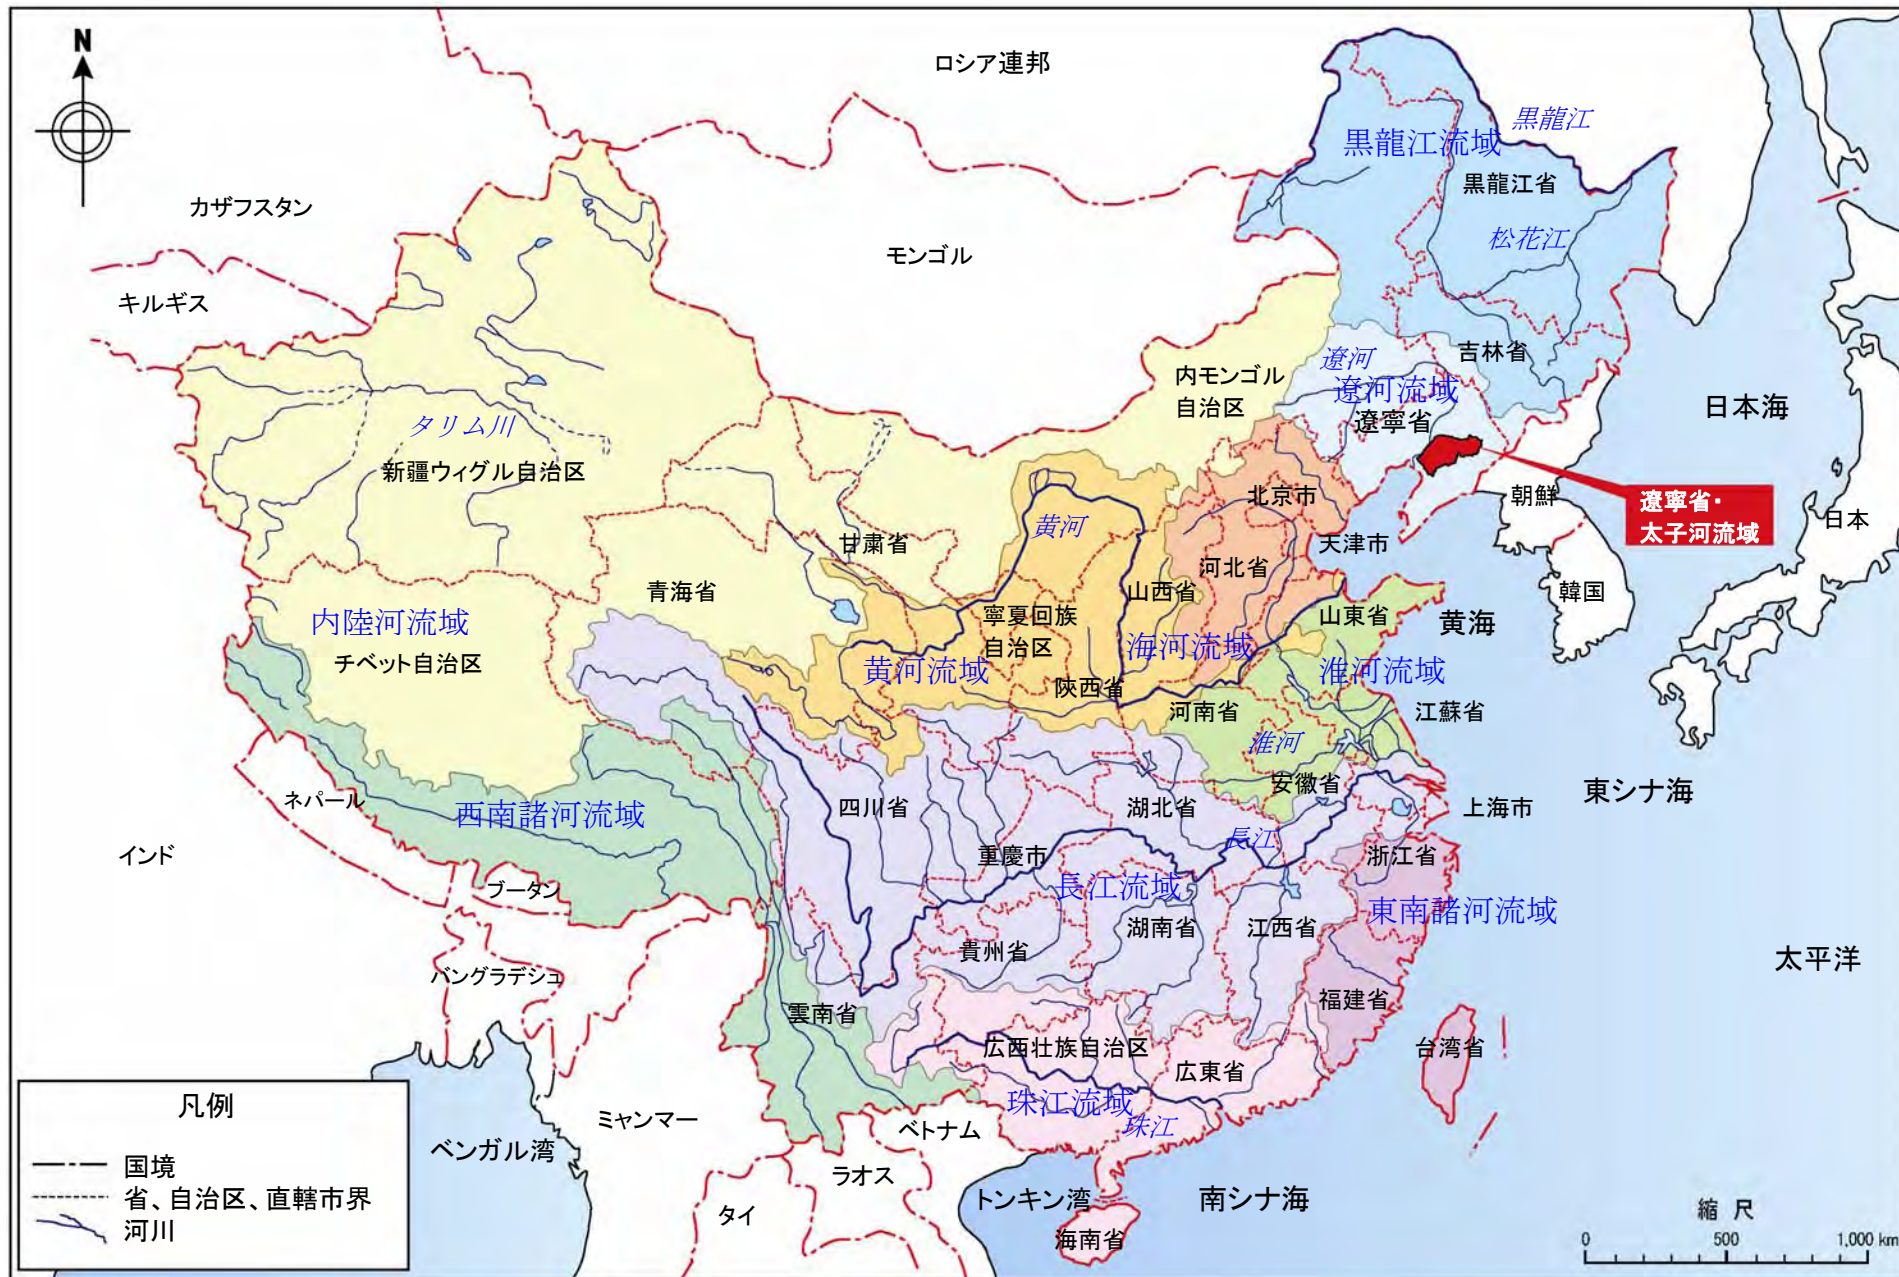 N
ロシア連邦
黒龍江
黒龍江流域
黒龍江省
カザフスタン
松花江
モンゴル
キルギス
吉林省
遼河
内モンゴル
自治区
遼河流域
日本海
遼寧省
タリム川
新疆ウィグル自治区
北京市
朝鮮
遼寧省・
太子河流域
日本
黄河
甘粛省
天津市
河北省
青海省
山西省
韓国
内陸河流域
寧夏回族
自治区
山東省
黄海
海河流域
チベット自治区
黄河流域
淮河流域
陝西省
河南省
江蘇省
淮河
安徽省
ネパール
西南諸河流域
四川省
湖北省
東シナ海
上海市
長江
インド
重慶市
浙江省
ブータン
長江流域
東南諸河流域
湖南省
江西省
貴州省
太平洋
バングラデシュ
福建省
雲南省
広西壮族自治区
台湾省
広東省
珠江流域
珠江
凡例
国境
省、自治区、直轄市界
河川
ミャンマー
ベトナム
ベンガル湾
ラオス
トンキン湾
南シナ海
タイ
海南省
縮 尺
0 500 1,000 km